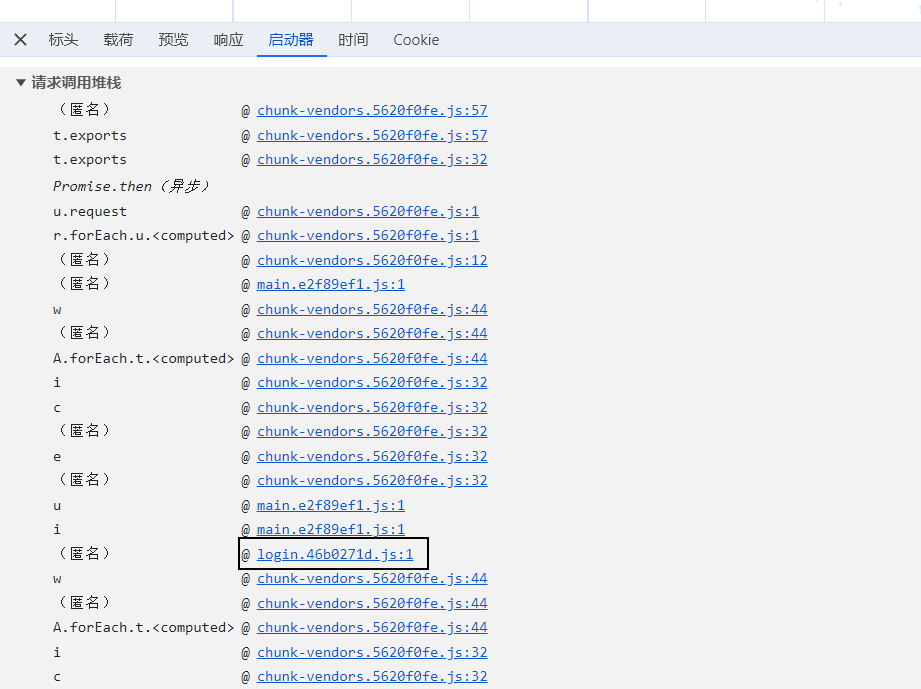 标头 载荷 预览 响应 启动器 时间 Cookie
请求调用堆栈
（匿名） @ chunk-vendors.5620f0fe.js:57
t.exports @ chunk-vendors.5620f0fe.js:57
t.exports @ chunk-vendors.5620f0fe.js:32
Promise.then（异步）
u.request @ chunk-vendors.5620f0fe.js:1
r.forEach.u.<computed> @ chunk-vendors.5620f0fe.js:1
（匿名） @ chunk-vendors.5620f0fe.js:12
（匿名） @ main.e2f89ef1.js:1
w @ chunk-vendors.5620f0fe.js:44
（匿名） @ chunk-vendors.5620f0fe.js:44
A.forEach.t.<computed> @ chunk-vendors.5620f0fe.js:44
i @ chunk-vendors.5620f0fe.js:32
c @ chunk-vendors.5620f0fe.js:32
（匿名） @ chunk-vendors.5620f0fe.js:32
e @ chunk-vendors.5620f0fe.js:32
（匿名） @ chunk-vendors.5620f0fe.js:32
u @ main.e2f89ef1.js:1
i @ main.e2f89ef1.js:1
（匿名） @ login.46b0271d.js:1
w @ chunk-vendors.5620f0fe.js:44
（匿名） @ chunk-vendors.5620f0fe.js:44
A.forEach.t.<computed> @ chunk-vendors.5620f0fe.js:44
i @ chunk-vendors.5620f0fe.js:32
c @ chunk-vendors.5620f0fe.js:32